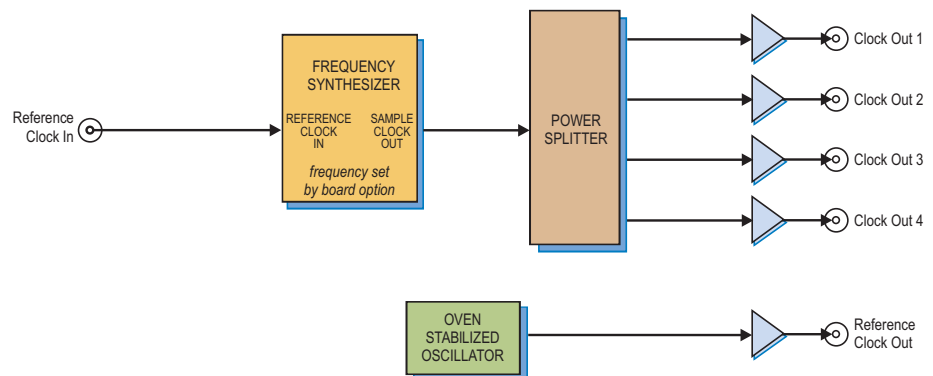 Reference
Clock In
FREQUENCY
SYNTHESIZER
REFERENCE
CLOCK
IN
SAMPLE
CLOCK
OUT
frequency set
by board option
POWER
SPLITTER
Clock Out 1
Clock Out 2
Clock Out 3
Clock Out 4
OVEN
STABILIZED
OSCILLATOR
Reference
Clock Out